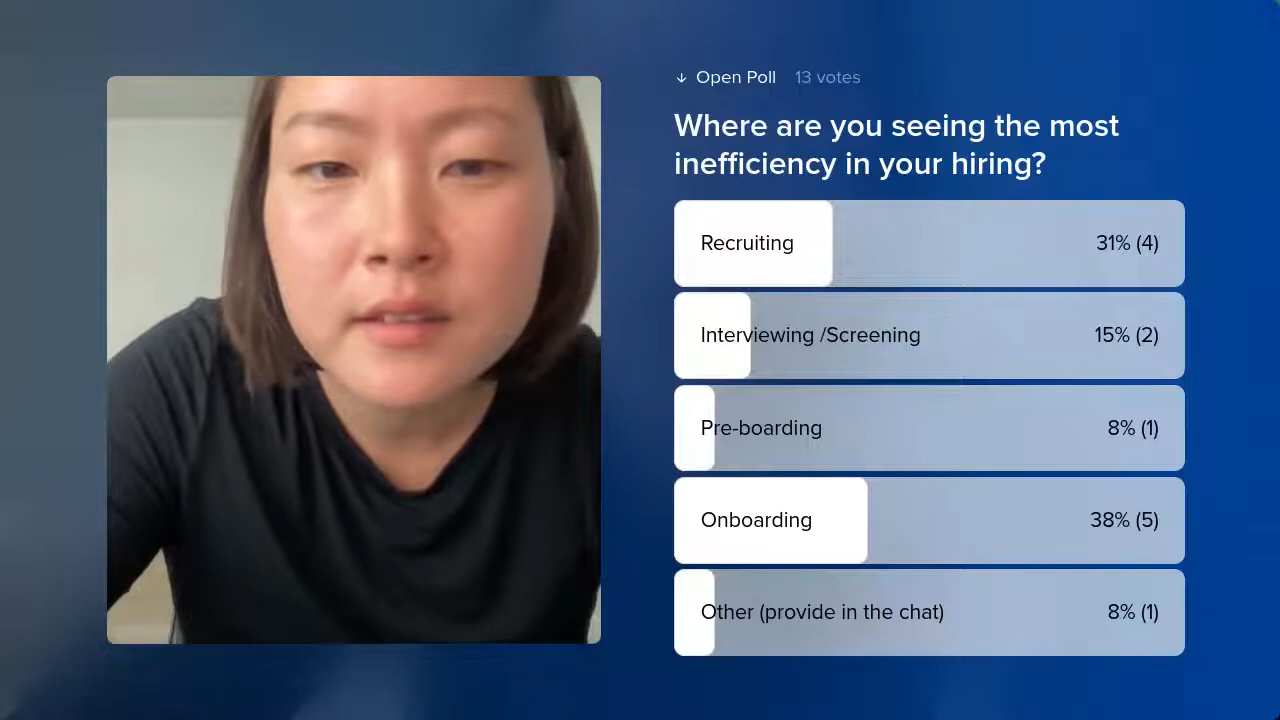 ↓ Open Poll 13 votes
Where are you seeing the most
inefficiency in your hiring?
Recruiting 31% (4)
Interviewing /Screening 15% (2)
Pre-boarding 8% (1)
Onboarding 38% (5)
Other (provide in the chat) 8% (1)